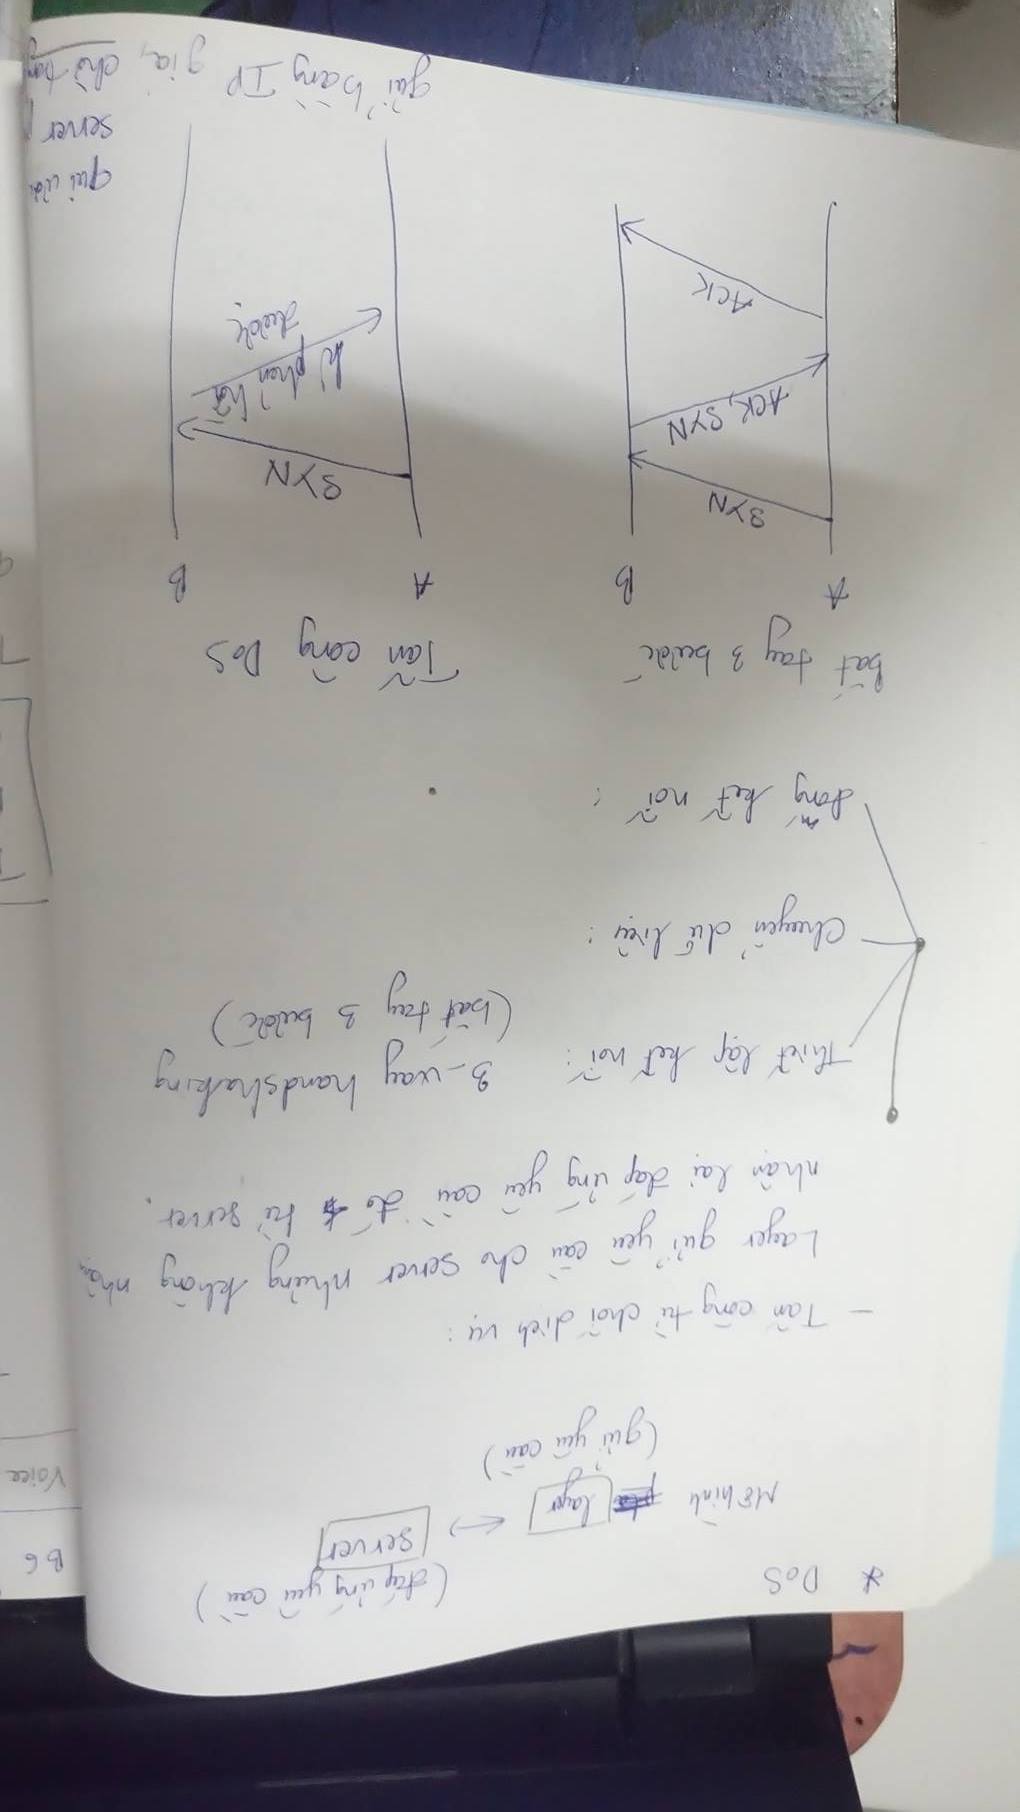 * DoS
(đáp ứng yêu cầu)
Mô hình layer ↔ server
(gửi yêu cầu)
- Tấn công từ chối dịch vụ:
Layer gửi yêu cầu cho server nhưng không nhận
nhận lại đáp ứng yêu cầu đó từ server.
Thiết lập kết nối: 3-way handshaking
(bắt tay 3 bước)
chuyển dữ liệu:
đóng kết nối:
Bắt tay 3 bước
Tấn công DoS
A B
SYN
ACK, SYN
ACK
A B
SYN
k phản hồi
được
gửi bằng IP giả, chờ trong
qui ước
server
B6
Voice